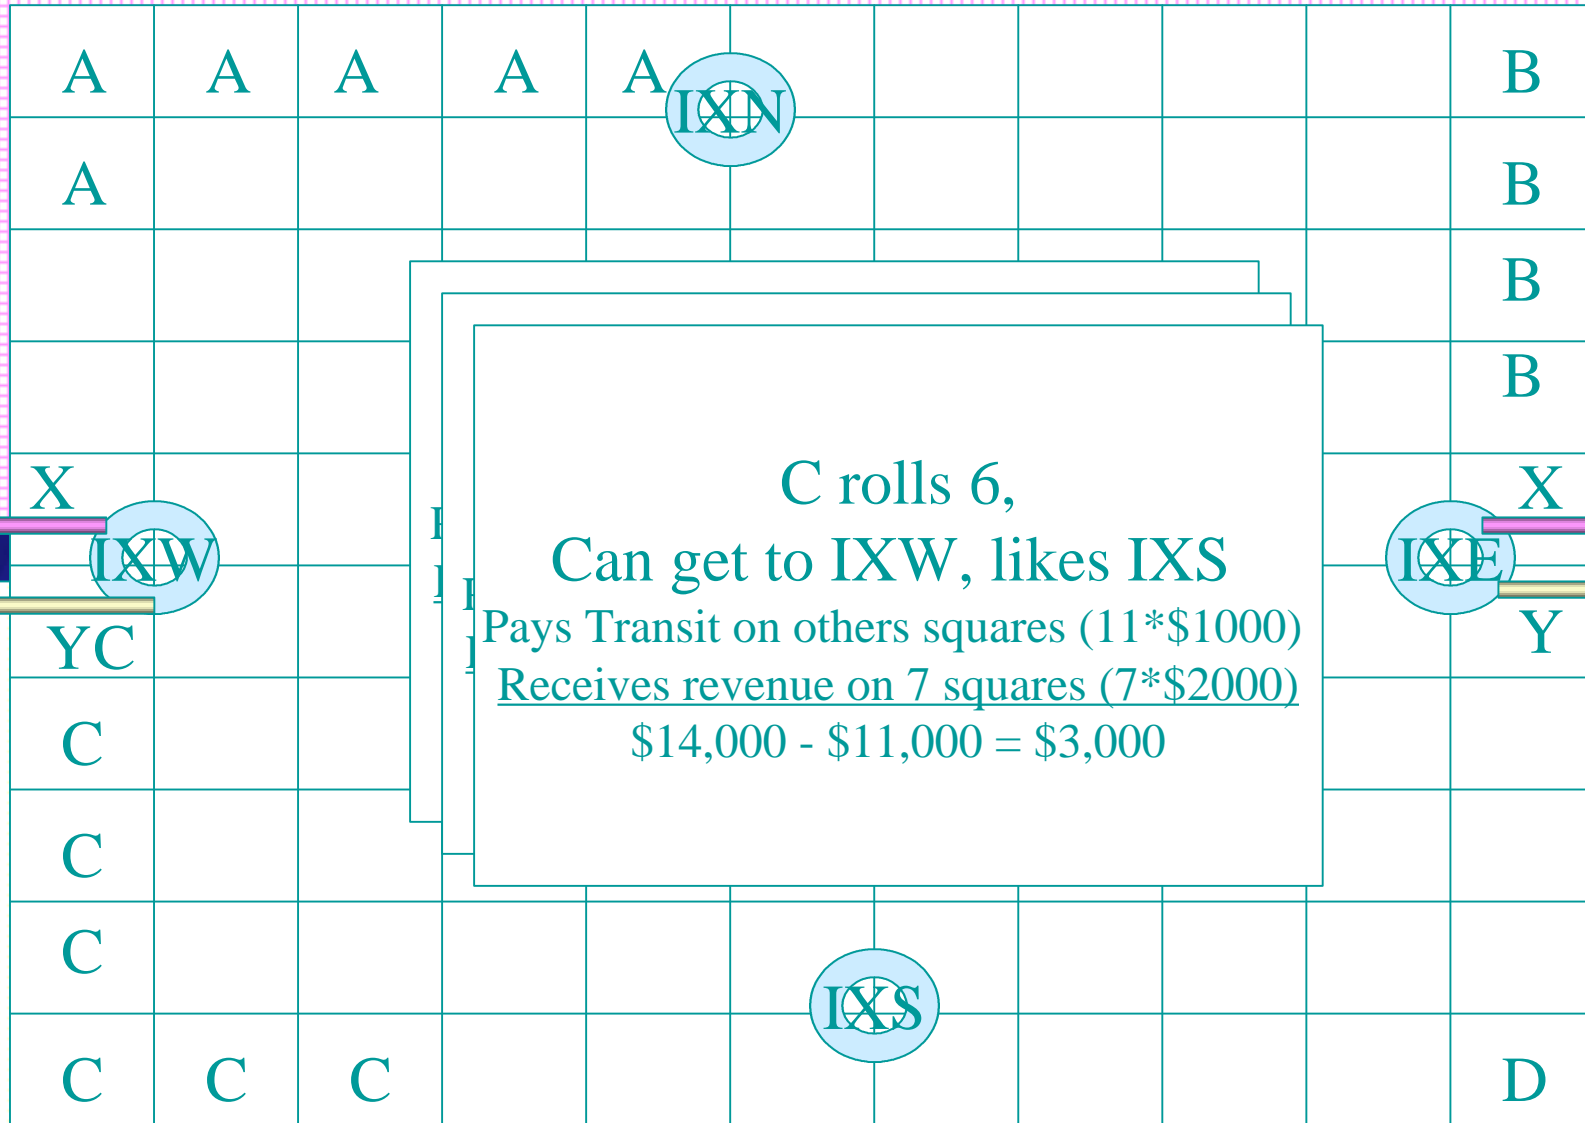 A A A A A B
IXN
A B
B
B
X X
IXW IXE
YC Y
C
C
C
IXS
C C C D
C rolls 6,
Can get to IXW, likes IXS
Pays Transit on others squares (11*$1000)
Receives revenue on 7 squares (7*$2000)
$14,000 - $11,000 = $3,000